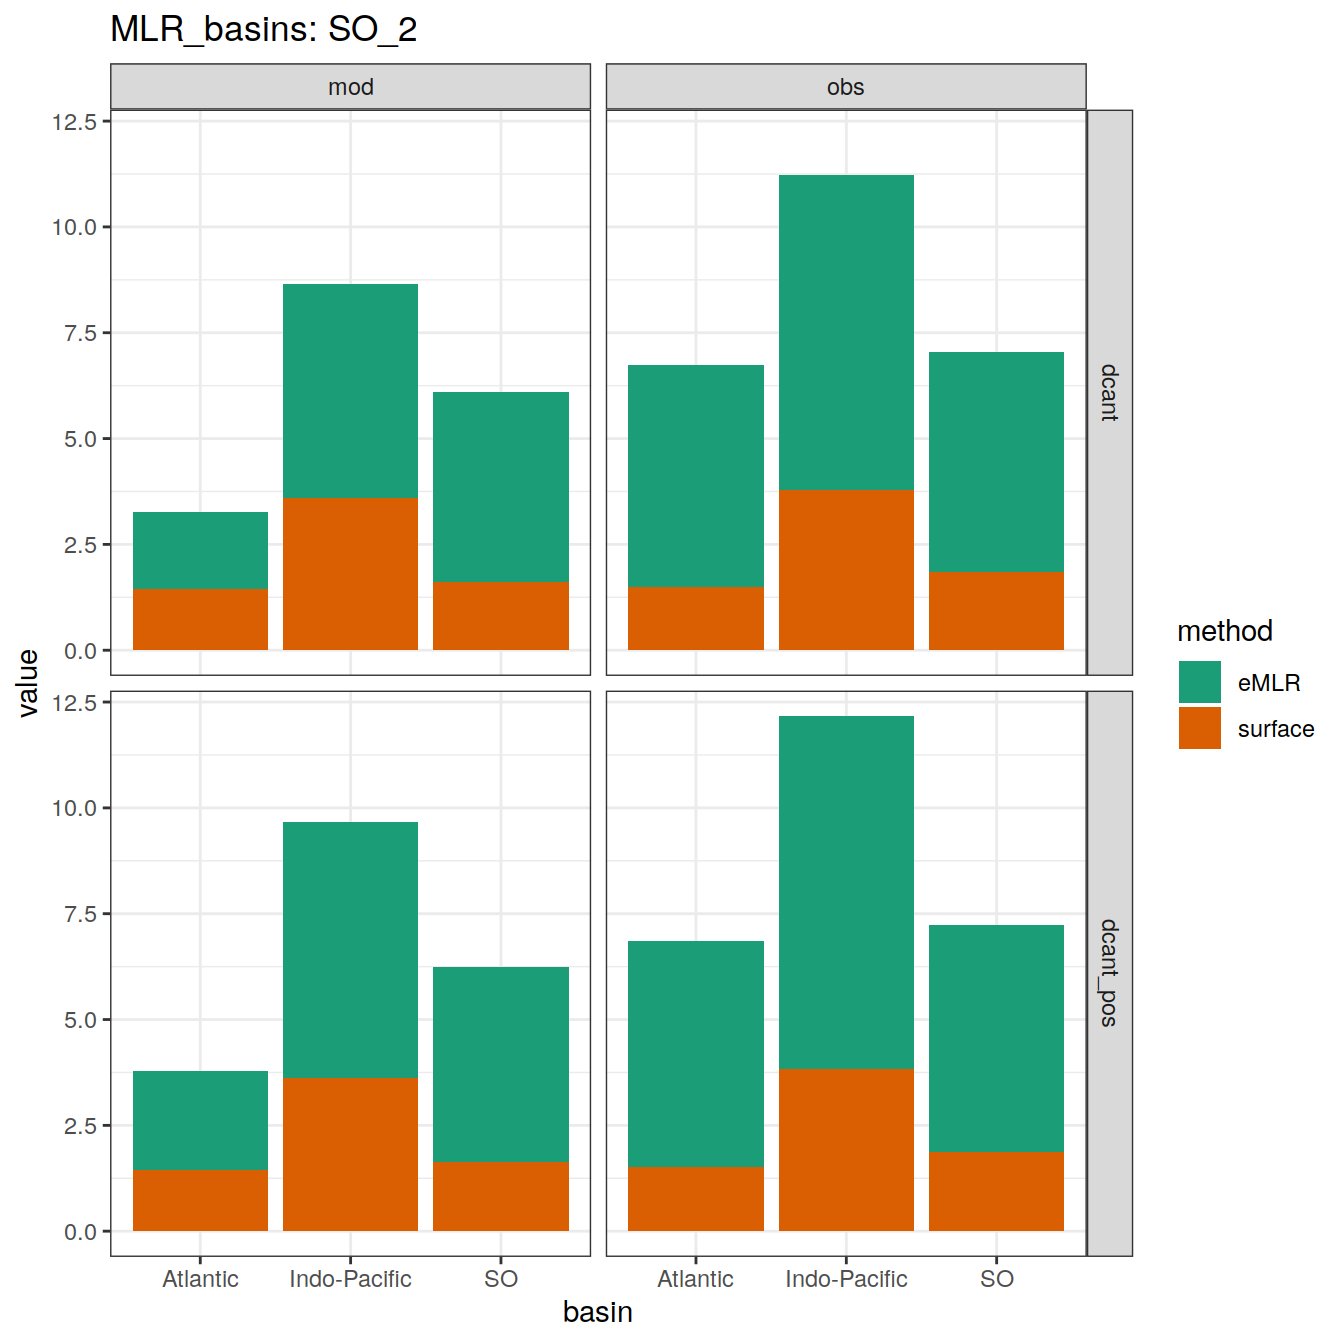 MLR_basins: SO_2
mod
obs
12.5
10.0
7.5
5.0
2.5
0.0
dcant
value
12.5
10.0
7.5
5.0
2.5
0.0
dcant_pos
Atlantic
Indo-Pacific
SO
Atlantic
Indo-Pacific
SO
basin
method
eMLR
surface